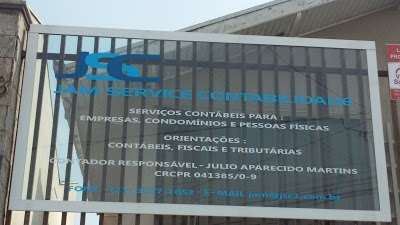 JSC
JAM SERVICE CONTABILIDADE
SERVIÇOS CONTÁBEIS PARA :
EMPRESAS, CONDOMÍNIOS E PESSOAS FÍSICAS
ORIENTAÇÕES :
CONTÁBEIS, FISCAIS E TRIBUTÁRIAS
CONTADOR RESPONSÁVEL - JULIO APARECIDO MARTINS
CRCPR 041385/0-9
E-MAIL